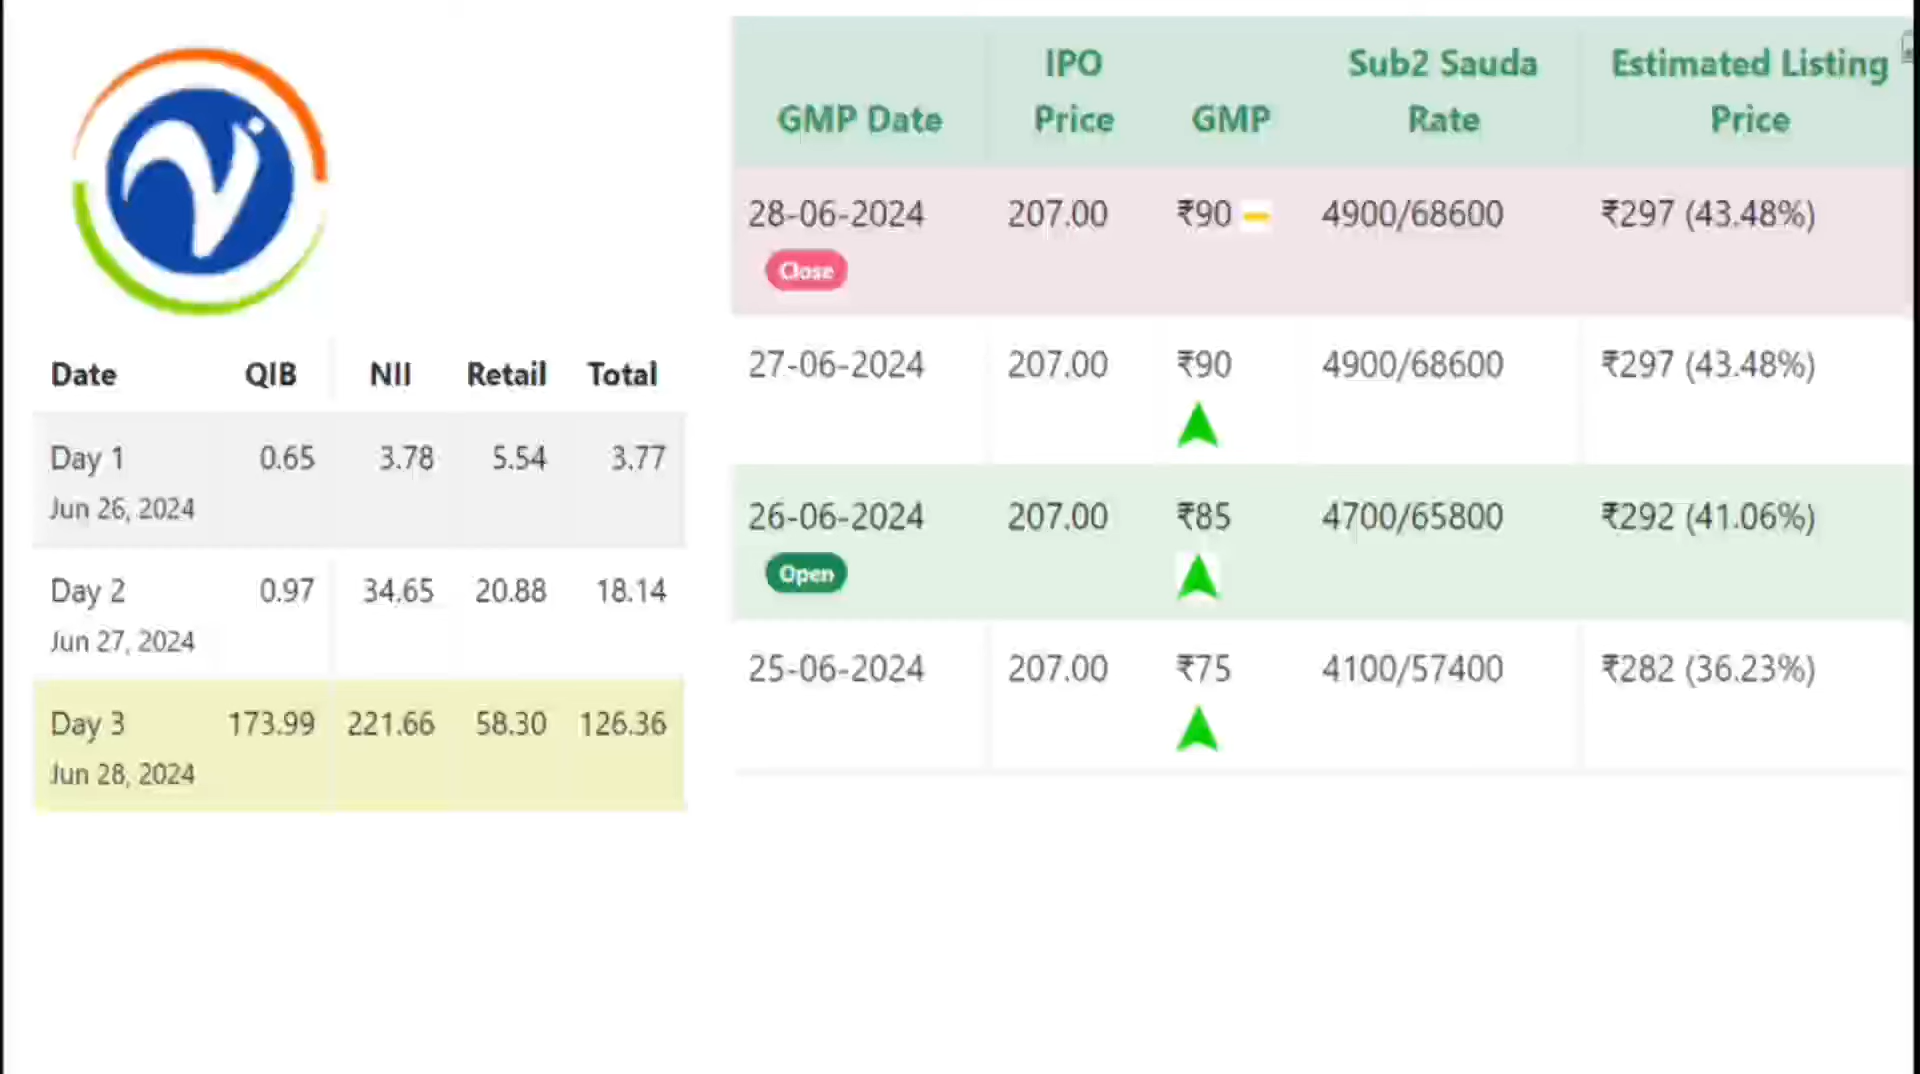 Date QIB NII Retail Total
Day 1 0.65 3.78 5.54 3.77
Jun 26, 2024
Day 2 0.97 34.65 20.88 18.14
Jun 27, 2024
Day 3 173.99 221.66 58.30 126.36
Jun 28, 2024
IPO Sub2 Sauda Estimated Listing
GMP Date Price GMP Rate Price
28-06-2024 207.00 ₹90 4900/68600 ₹297 (43.48%)
Close
27-06-2024 207.00 ₹90 4900/68600 ₹297 (43.48%)
26-06-2024 207.00 ₹85 4700/65800 ₹292 (41.06%)
Open
25-06-2024 207.00 ₹75 4100/57400 ₹282 (36.23%)